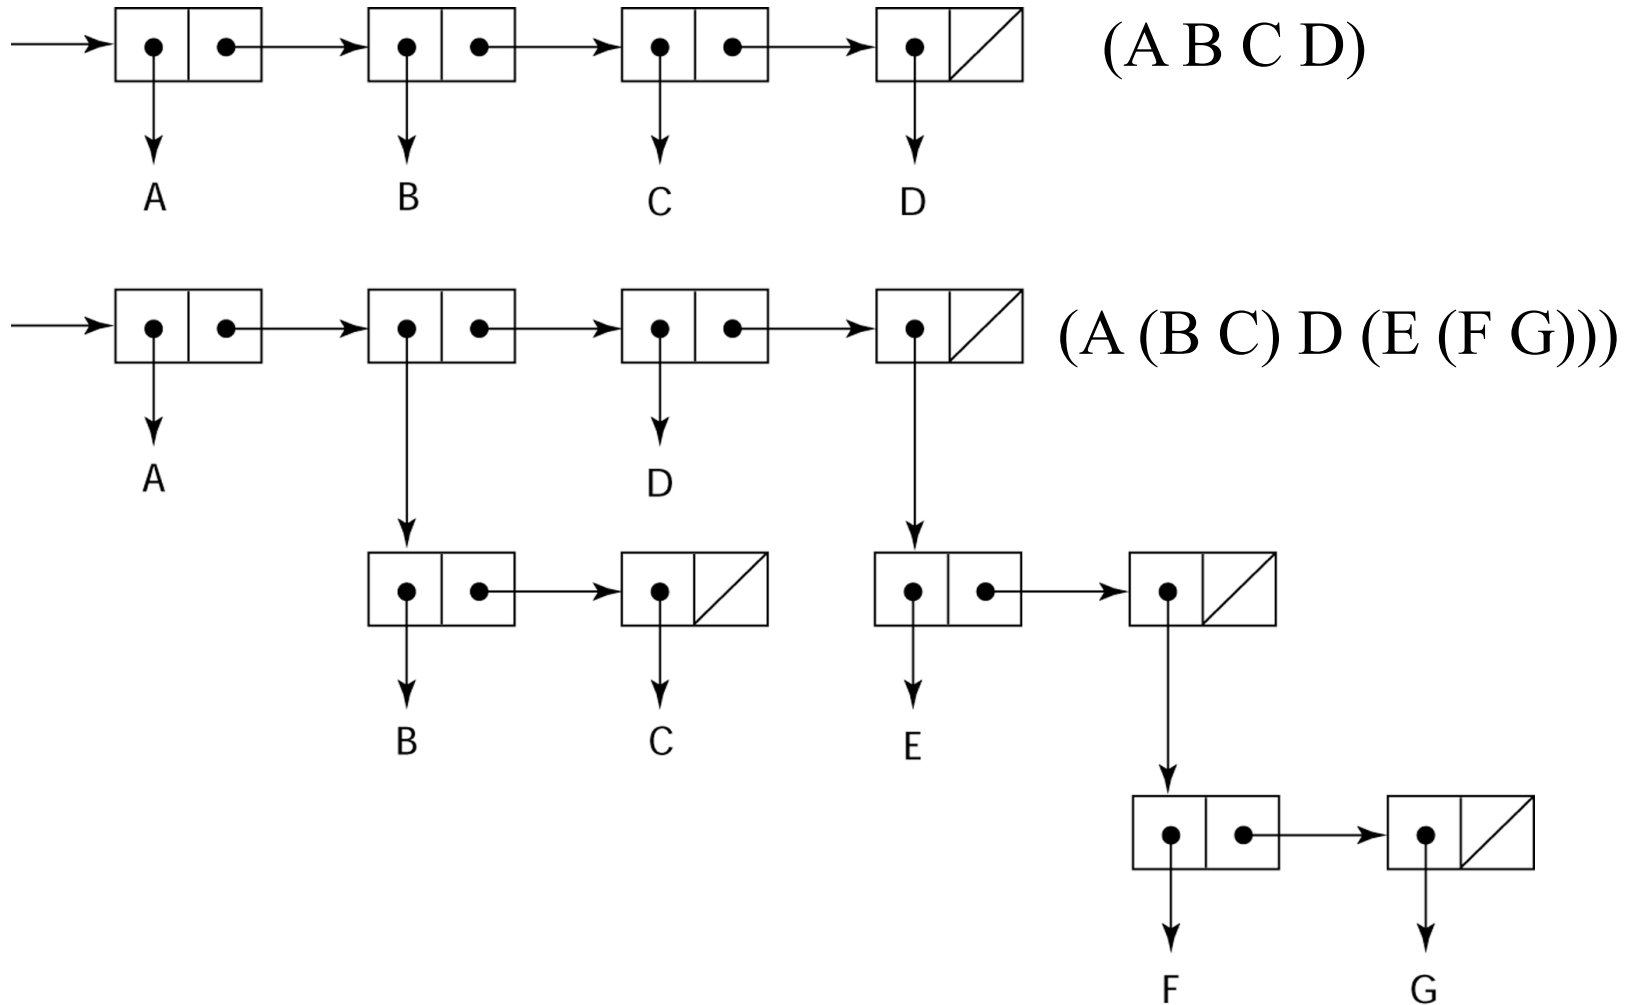 (A B C D)
A B C D
(A (B C) D (E (F G)))
A D
B C E
F G